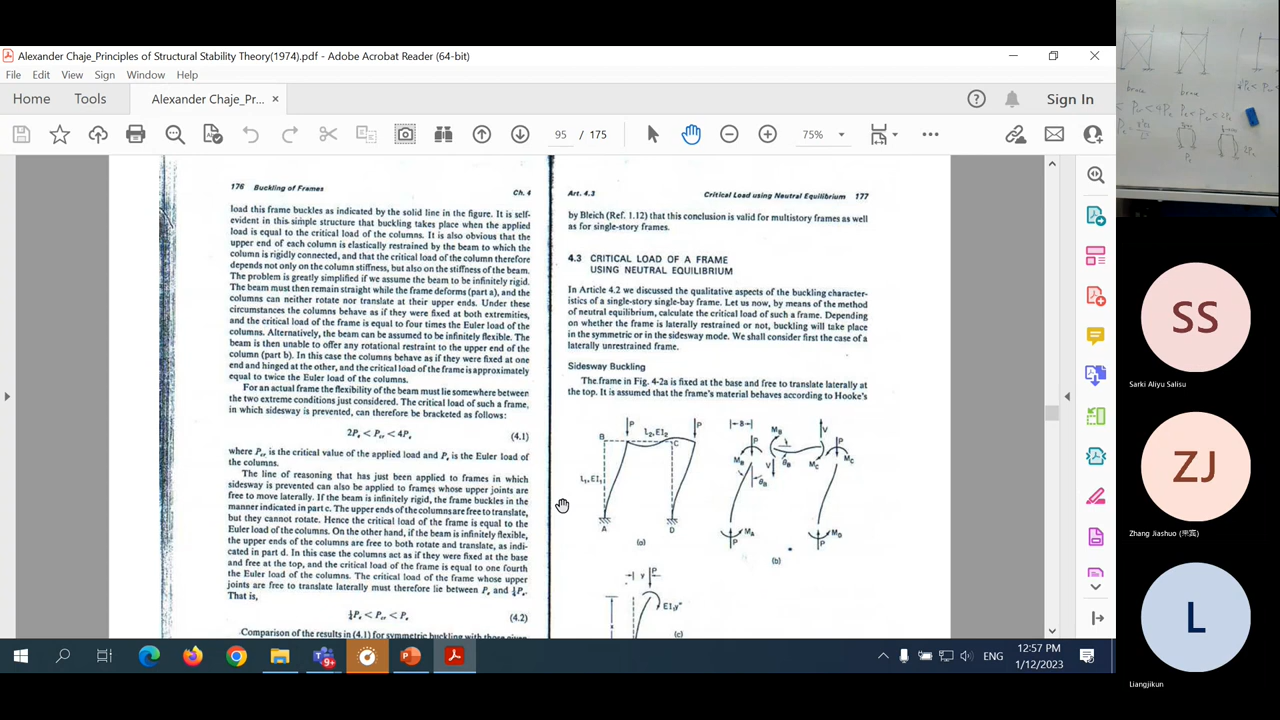 Alexander Chaje_Principles of Structural Stability Theory(1974).pdf - Adobe Acrobat Reader (64-bit)
File Edit View Sign Window Help
Home Tools Alexander Chaje_Pr... × Sign In
95 / 175 75%
176 Buckling of Frames Ch. 4
load this frame buckles as indicated by the solid line in the figure. It is self-
evident in this simple structure that buckling takes place when the applied
load is equal to the critical load of the columns. It is also obvious that the
upper end of each column is elastically restrained by the beam to which the
column is rigidly connected, and that the critical load of the column therefore
depends not only on the column stiffness, but also on the stiffness of the beam.
The problem is greatly simplified if we assume the beam to be infinitely rigid.
The beam must then remain straight while the frame deforms (part a), and the
columns can neither rotate nor translate at their upper ends. Under these
circumstances the columns behave as if they were fixed at both extremities,
and the critical load of the frame is equal to four times the Euler load of the
columns. Alternatively, the beam can be assumed to be infinitely flexible. The
beam is then unable to offer any rotational restraint to the upper end of the
column (part b). In this case the columns behave as if they were fixed at one
end and hinged at the other, and the critical load of the frame is approximately
equal to twice the Euler load of the columns.
For an actual frame the flexibility of the beam must lie somewhere between
the two extreme conditions just considered. The critical load of such a frame,
in which sidesway is prevented, can therefore be bracketed as follows:
2Pₑ < P꜀ᵣ < 4Pₑ (4.1)
where P꜀ᵣ is the critical value of the applied load and Pₑ is the Euler load of
the columns.
The line of reasoning that has just been applied to frames in which
sidesway is prevented can also be applied to frames whose upper joints are
free to move laterally. If the beam is infinitely rigid, the frame buckles in the
manner indicated in part c. The upper ends of the columns are free to translate,
but they cannot rotate. Hence the critical load of the frame is equal to the
Euler load of the columns. On the other hand, if the beam is infinitely flexible,
the upper ends of the columns are free to both rotate and translate, as indi-
cated in part d. In this case the columns act as if they were fixed at the base
and free at the top, and the critical load of the frame is equal to one fourth
the Euler load of the columns. The critical load of the frame whose upper
joints are free to translate laterally must therefore lie between Pₑ and ¼Pₑ.
That is,
¼Pₑ < P꜀ᵣ < Pₑ (4.2)
Comparison of the results in (4.1) for symmetric buckling with those given
Art. 4.3 Critical Load using Neutral Equilibrium 177
by Bleich (Ref. 1.12) that this conclusion is valid for multistory frames as well
as for single-story frames.
4.3 CRITICAL LOAD OF A FRAME
USING NEUTRAL EQUILIBRIUM
In Article 4.2 we discussed the qualitative aspects of the buckling character-
istics of a single-story single-bay frame. Let us now, by means of the method
of neutral equilibrium, calculate the critical load of such a frame. Depending
on whether the frame is laterally restrained or not, buckling will take place
in the symmetric or in the sidesway mode. We shall consider first the case of a
laterally unrestrained frame.
Sidesway Buckling
The frame in Fig. 4-2a is fixed at the base and free to translate laterally at
the top. It is assumed that the frame's material behaves according to Hooke's
P P
B L₂,EI₂ C
L₁,EI₁
A D
(a)
δ P V P
M_B M_B M_C M_C
V θ_B
θ_B
M_A M_D
P P
(b)
y P
EI₁y"
(c)
SS
Sarki Aliyu Salisu
ZJ
Zhang Jiashuo
L
Liangjikun
9+
ENG
12:57 PM
1/12/2023